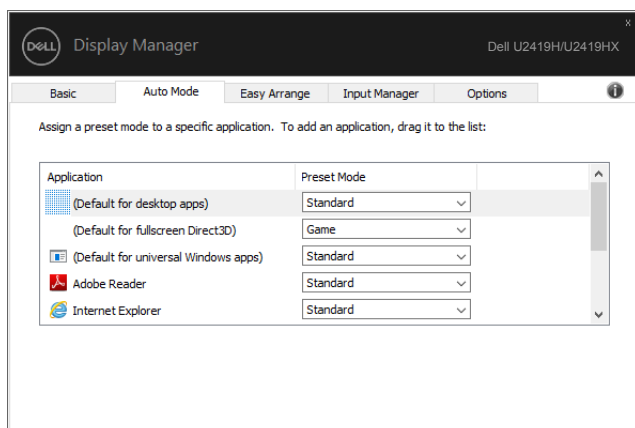 DELL Display Manager Dell U2419H/U2419HX
Basic Auto Mode Easy Arrange Input Manager Options
Assign a preset mode to a specific application. To add an application, drag it to the list:
Application Preset Mode
(Default for desktop apps) Standard
(Default for fullscreen Direct3D) Game
(Default for universal Windows apps) Standard
Adobe Reader Standard
Internet Explorer Standard